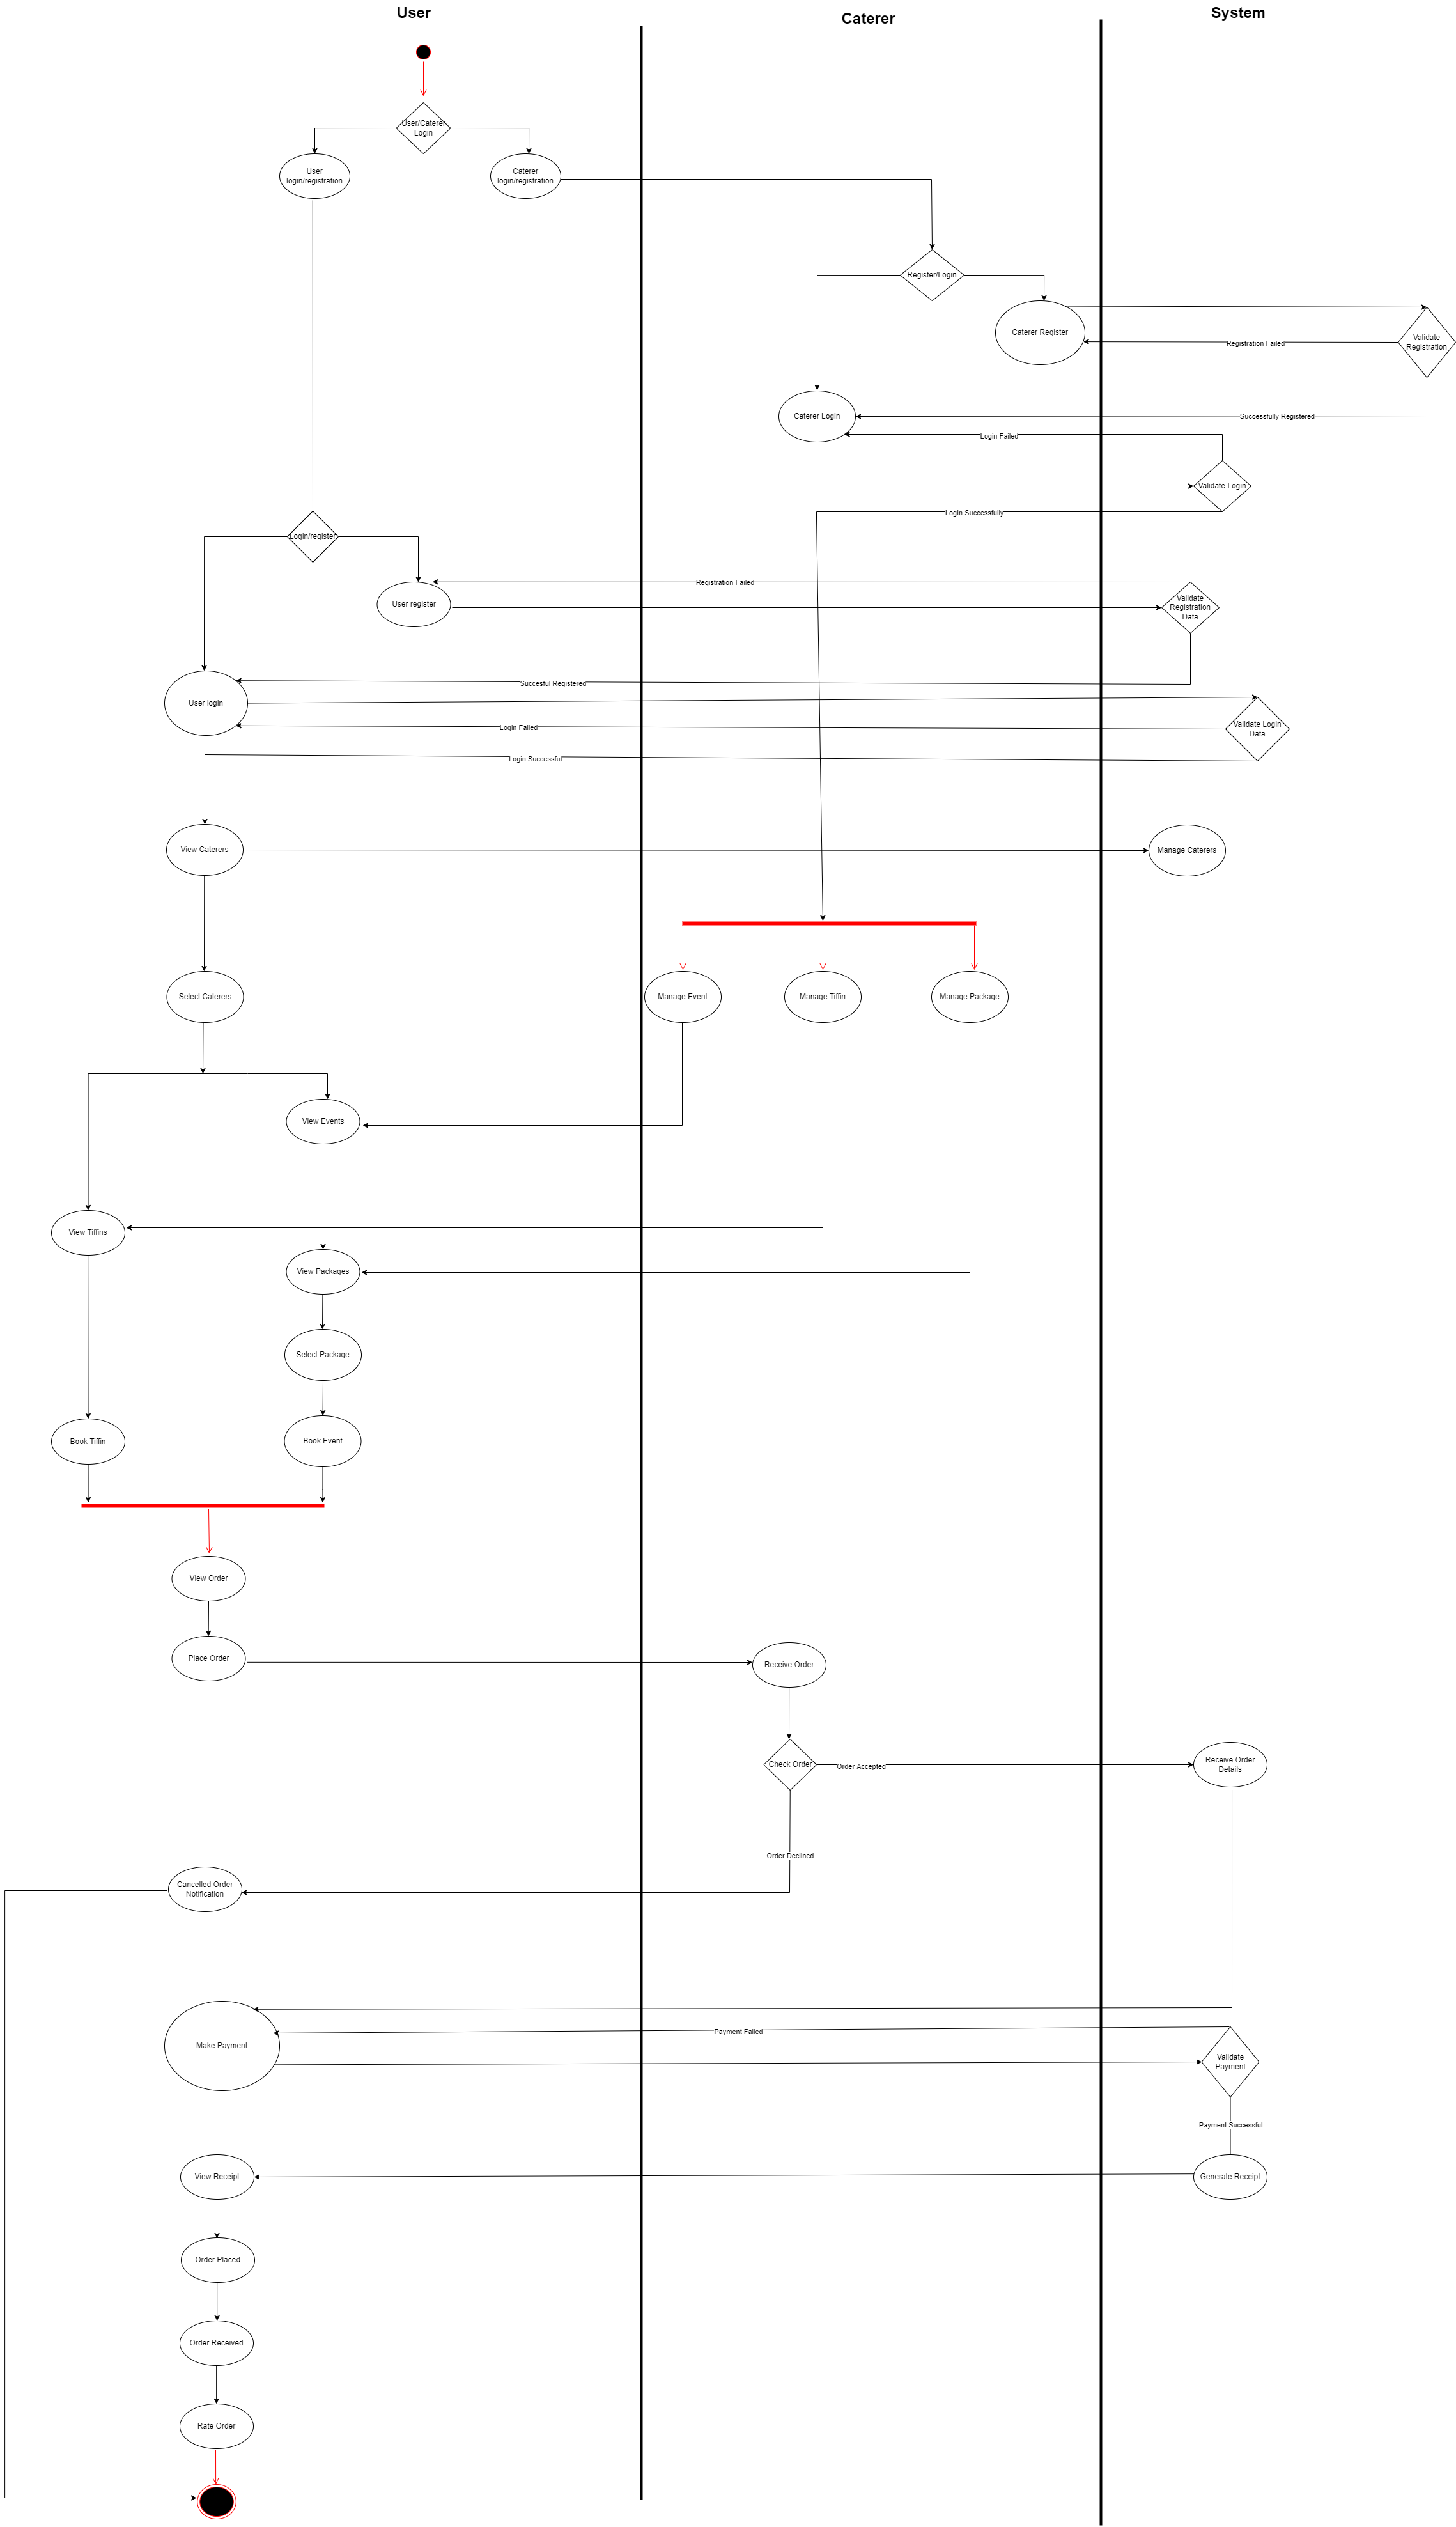 User
Caterer
System
User/Caterer
Login
User
login/registration
Caterer
login/registration
Register/Login
Caterer Register
Validate
Registration
Registration Failed
Caterer Login
Successfully Registered
Login Failed
Validate Login
LogIn Successfully
Login/register
Registration Failed
User register
Validate
Registration
Data
Succesful Registered
User login
Login Failed
Validate Login
Data
Login Successful
View Caterers
Manage Caterers
Select Caterers
Manage Event
Manage Tiffin
Manage Package
View Events
View Tiffins
View Packages
Select Package
Book Tiffin
Book Event
View Order
Place Order
Receive Order
Check Order
Order Accepted
Receive Order
Details
Order Declined
Cancelled Order
Notification
Payment Failed
Make Payment
Validate
Payment
Payment Successful
View Receipt
Generate Receipt
Order Placed
Order Received
Rate Order